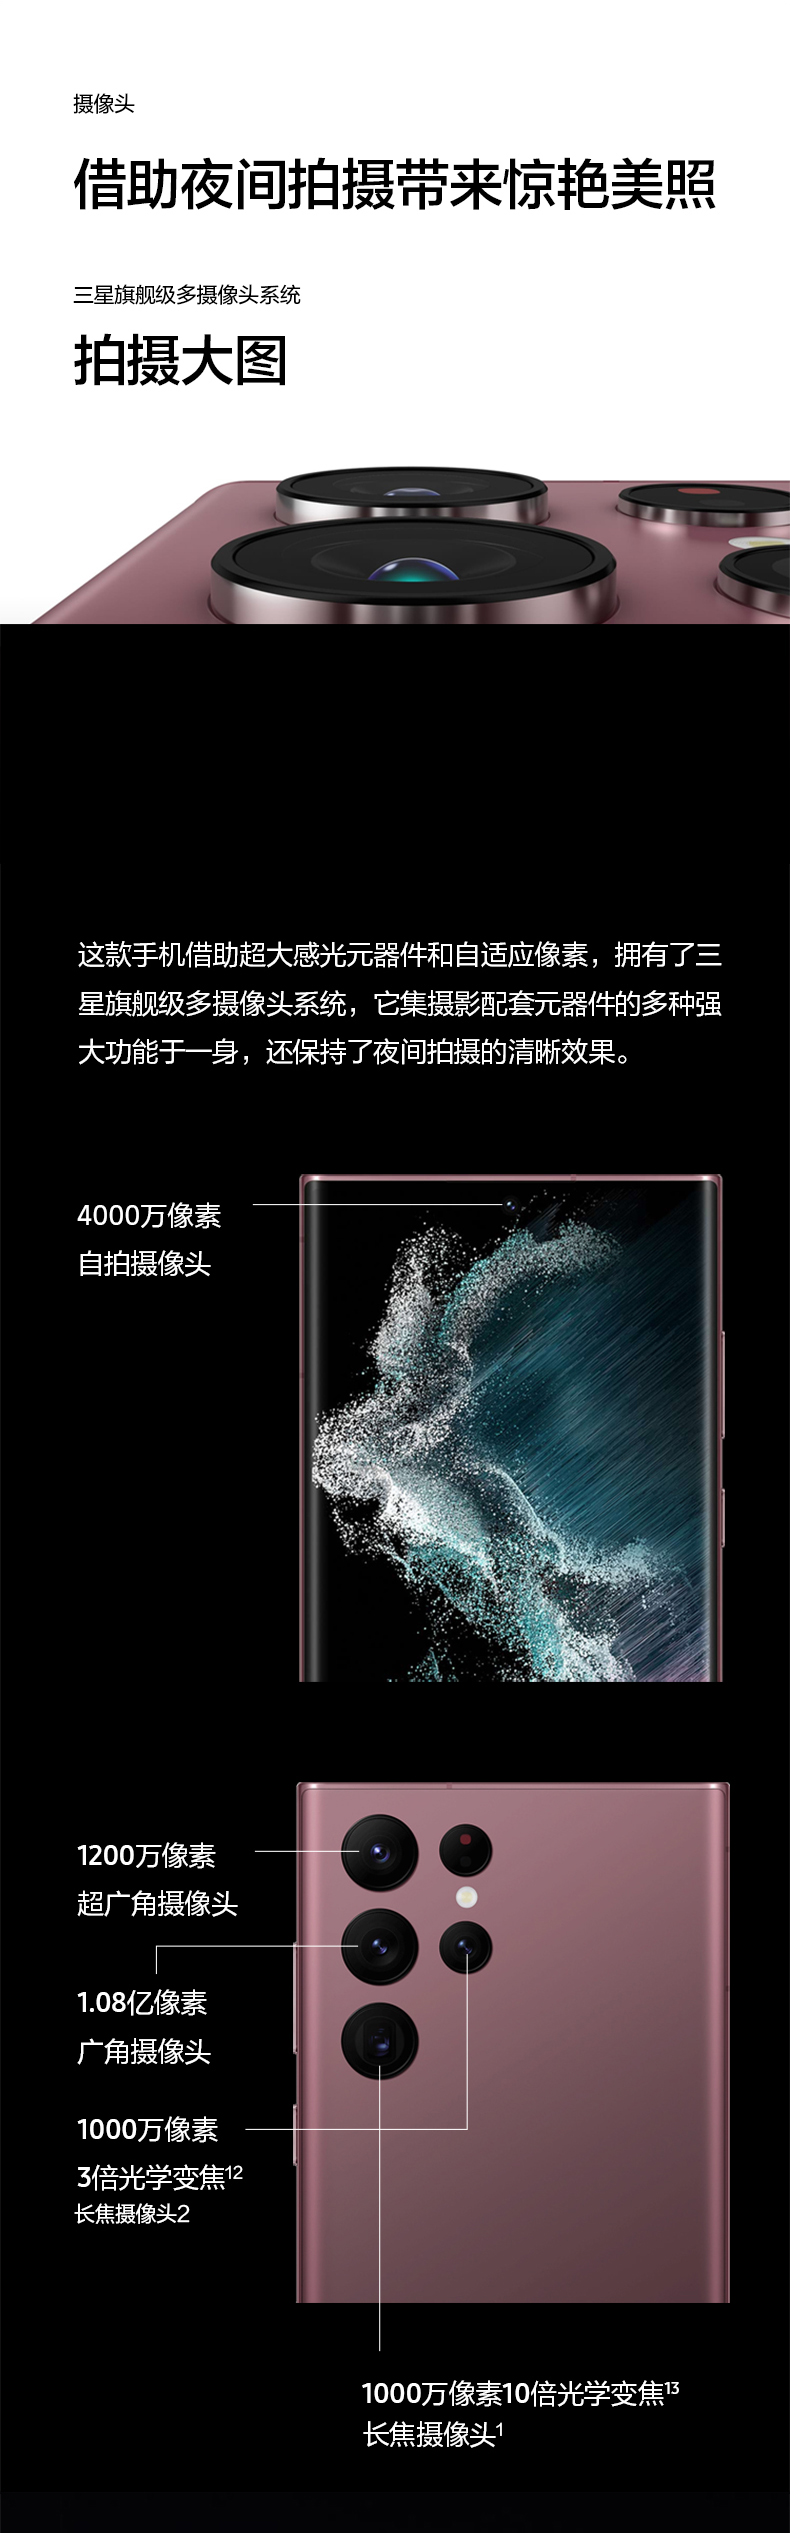 摄像头
借助夜间拍摄带来惊艳美照
三星旗舰级多摄像头系统
拍摄大图
这款手机借助超大感光元器件和自适应像素，拥有了三
星旗舰级多摄像头系统，它集摄影配套元器件的多种强
大功能于一身，还保持了夜间拍摄的清晰效果。
4000万像素
自拍摄像头
1200万像素
超广角摄像头
1.08亿像素
广角摄像头
1000万像素
3倍光学变焦12
长焦摄像头2
1000万像素10倍光学变焦13
长焦摄像头1